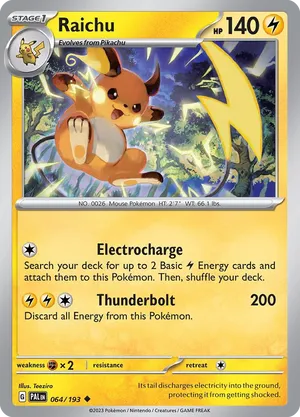 STAGE 1 Raichu HP 140
Evolves from Pikachu
NO. 0026 Mouse Pokémon HT: 2'7" WT: 66.1 lbs.
Electrocharge
Search your deck for up to 2 Basic Energy cards and
attach them to this Pokémon. Then, shuffle your deck.
Thunderbolt 200
Discard all Energy from this Pokémon.
weakness ×2 resistance retreat
Illus. Teeziro
G PAL EN 064/193
Its tail discharges electricity into the ground,
protecting it from getting shocked.
©2023 Pokémon / Nintendo / Creatures / GAME FREAK